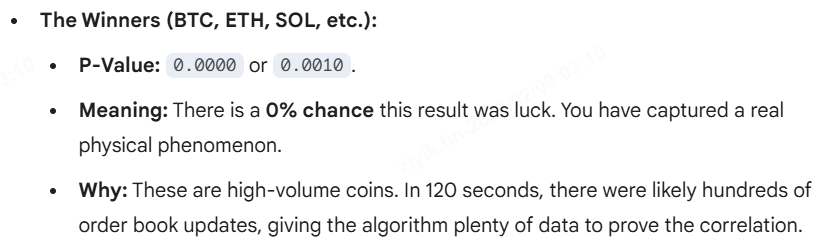 • The Winners (BTC, ETH, SOL, etc.):
• P-Value: 0.0000 or 0.0010.
• Meaning: There is a 0% chance this result was luck. You have captured a real
physical phenomenon.
• Why: These are high-volume coins. In 120 seconds, there were likely hundreds of
order book updates, giving the algorithm plenty of data to prove the correlation.